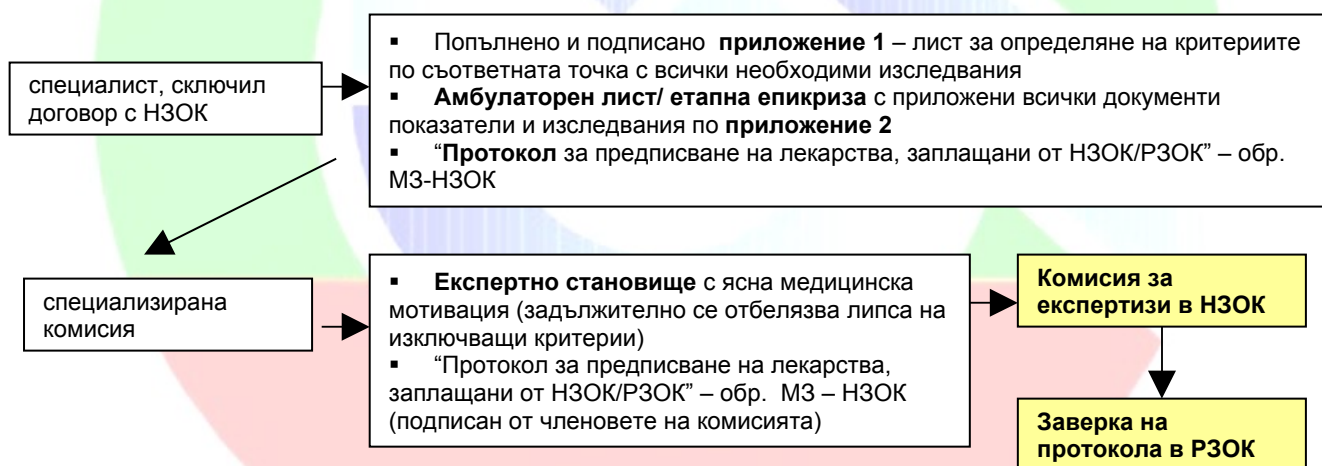 специалист, сключил
договор с НЗОК
▪ Попълнено и подписано приложение 1 – лист за определяне на критериите
по съответната точка с всички необходими изследвания
▪ Амбулаторен лист/ етапна епикриза с приложени всички документи
показатели и изследвания по приложение 2
▪ “Протокол за предписване на лекарства, заплащани от НЗОК/РЗОК” – обр.
МЗ-НЗОК
специализирана
комисия
▪ Експертно становище с ясна медицинска
мотивация (задължително се отбелязва липса на
изключващи критерии)
▪ “Протокол за предписване на лекарства,
заплащани от НЗОК/РЗОК” – обр. МЗ – НЗОК
(подписан от членовете на комисията)
Комисия за
експертизи в НЗОК
Заверка на
протокола в РЗОК